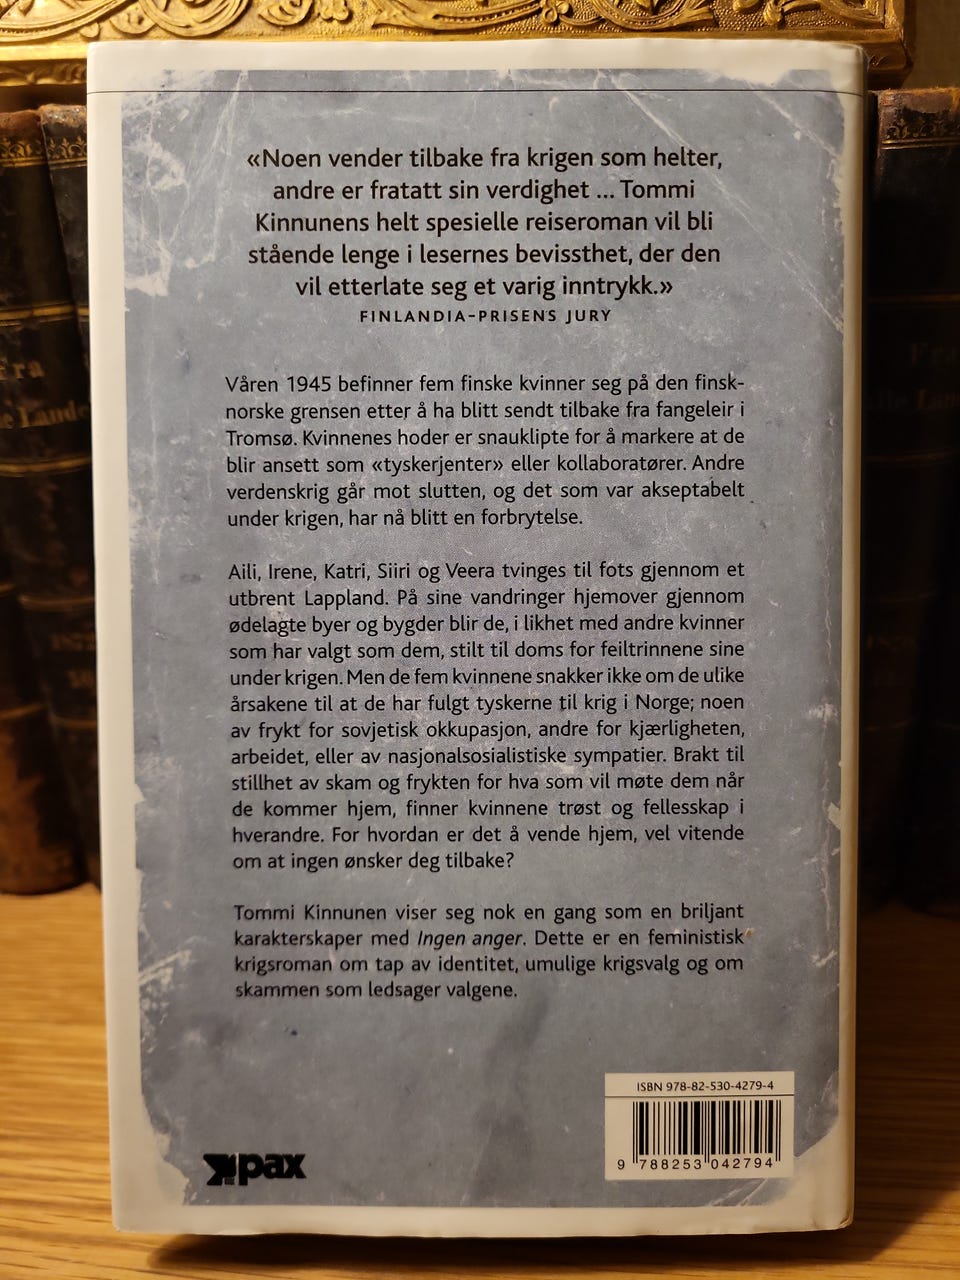 «Noen vender tilbake fra krigen som helter,
andre er fratatt sin verdighet ... Tommi
Kinnunens helt spesielle reiseroman vil bli
stående lenge i lesernes bevissthet, der den
vil etterlate seg et varig inntrykk.»
FINLANDIA-PRISENS JURY
Våren 1945 befinner fem finske kvinner seg på den finsk-
norske grensen etter å ha blitt sendt tilbake fra fangeleir i
Tromsø. Kvinnenes hoder er snauklipte for å markere at de
blir ansett som «tyskerjenter» eller kollaboratører. Andre
verdenskrig går mot slutten, og det som var akseptabelt
under krigen, har nå blitt en forbrytelse.
Aili, Irene, Katri, Siiri og Veera tvinges til fots gjennom et
utbrent Lappland. På sine vandringer hjemover gjennom
ødelagte byer og bygder blir de, i likhet med andre kvinner
som har valgt som dem, stilt til doms for feiltrinnene sine
under krigen. Men de fem kvinnene snakker ikke om de ulike
årsakene til at de har fulgt tyskerne til krig i Norge; noen
av frykt for sovjetisk okkupasjon, andre for kjærligheten,
arbeidet, eller av nasjonalsosialistiske sympatier. Brakt til
stillhet av skam og frykten for hva som vil møte dem når
de kommer hjem, finner kvinnene trøst og fellesskap i
hverandre. For hvordan er det å vende hjem, vel vitende
om at ingen ønsker deg tilbake?
Tommi Kinnunen viser seg nok en gang som en briljant
karakterskaper med Ingen anger. Dette er en feministisk
krigsroman om tap av identitet, umulige krigsvalg og om
skammen som ledsager valgene.
ISBN 978-82-530-4279-4
9 788253 042794
pax